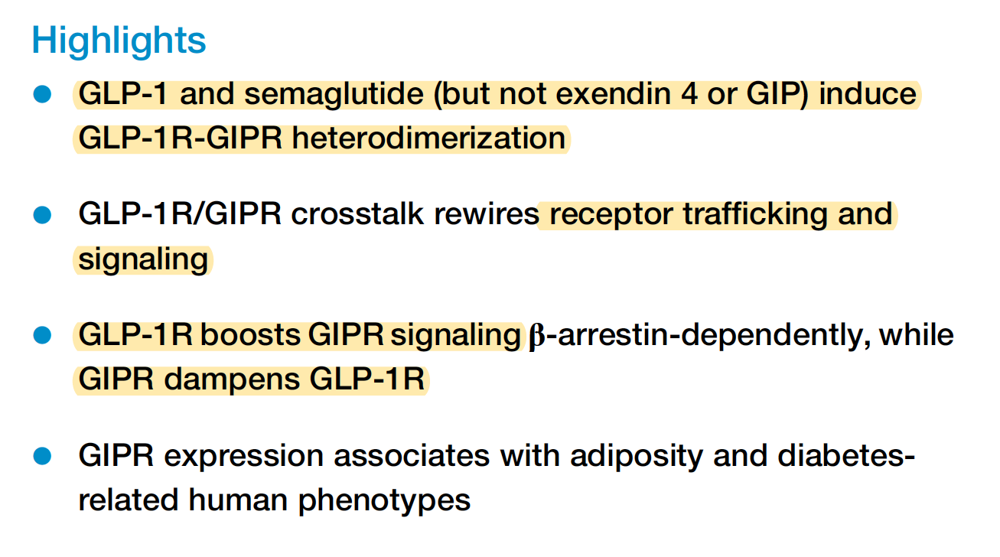 Highlights
● GLP-1 and semaglutide (but not exendin 4 or GIP) induce
GLP-1R-GIPR heterodimerization
● GLP-1R/GIPR crosstalk rewires receptor trafficking and
signaling
● GLP-1R boosts GIPR signaling β-arrestin-dependently, while
GIPR dampens GLP-1R
● GIPR expression associates with adiposity and diabetes-
related human phenotypes